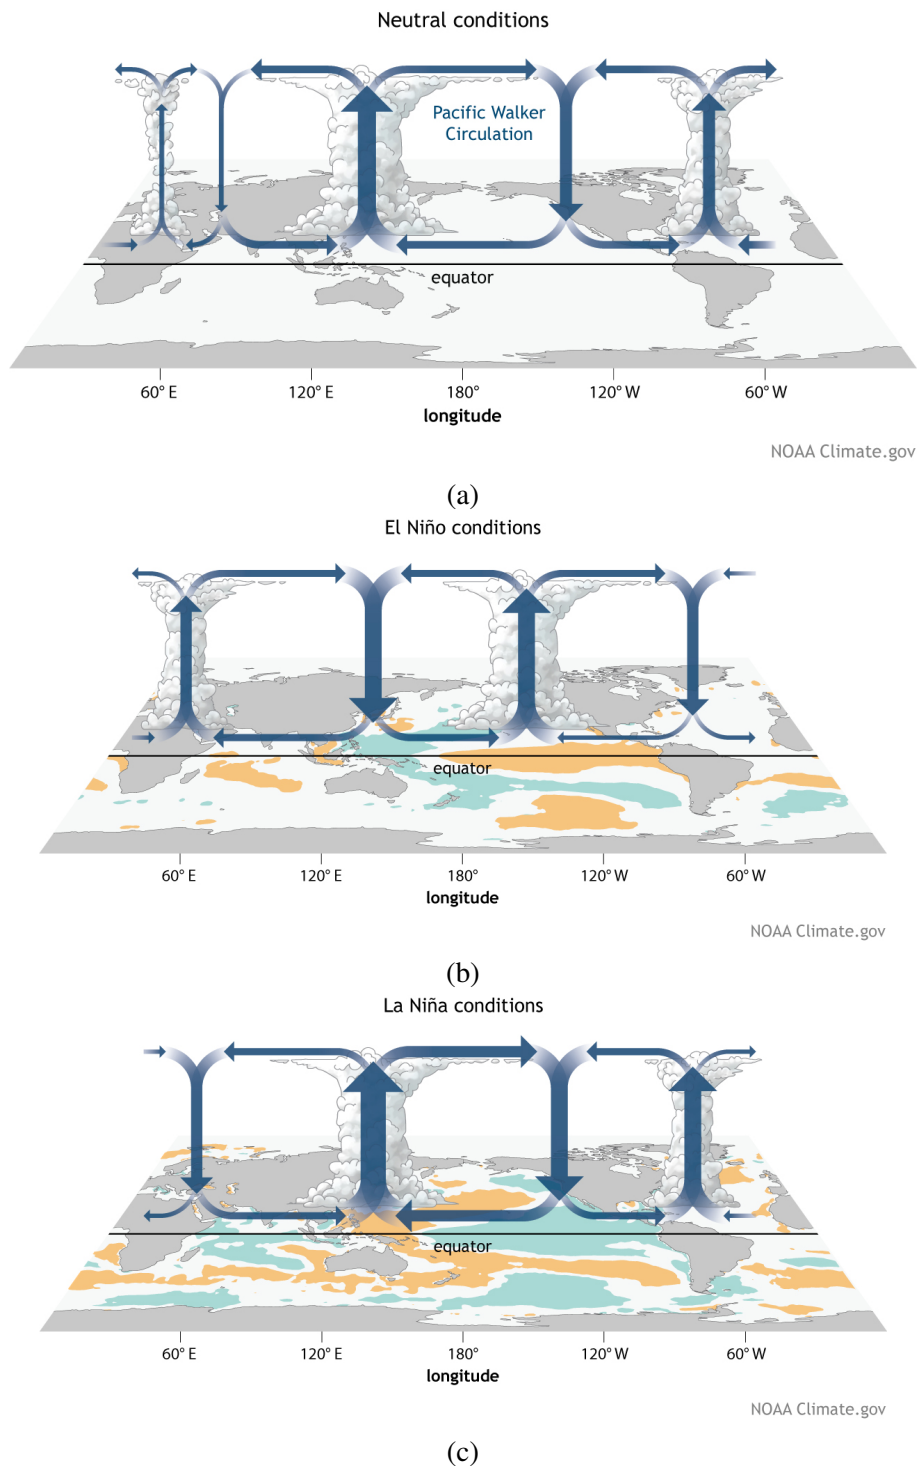 Neutral conditions
Pacific Walker
Circulation
equator
60° E 120° E 180° 120° W 60° W
longitude
NOAA Climate.gov
(a)
El Niño conditions
equator
60° E 120° E 180° 120° W 60° W
longitude
NOAA Climate.gov
(b)
La Niña conditions
equator
60° E 120° E 180° 120° W 60° W
longitude
NOAA Climate.gov
(c)